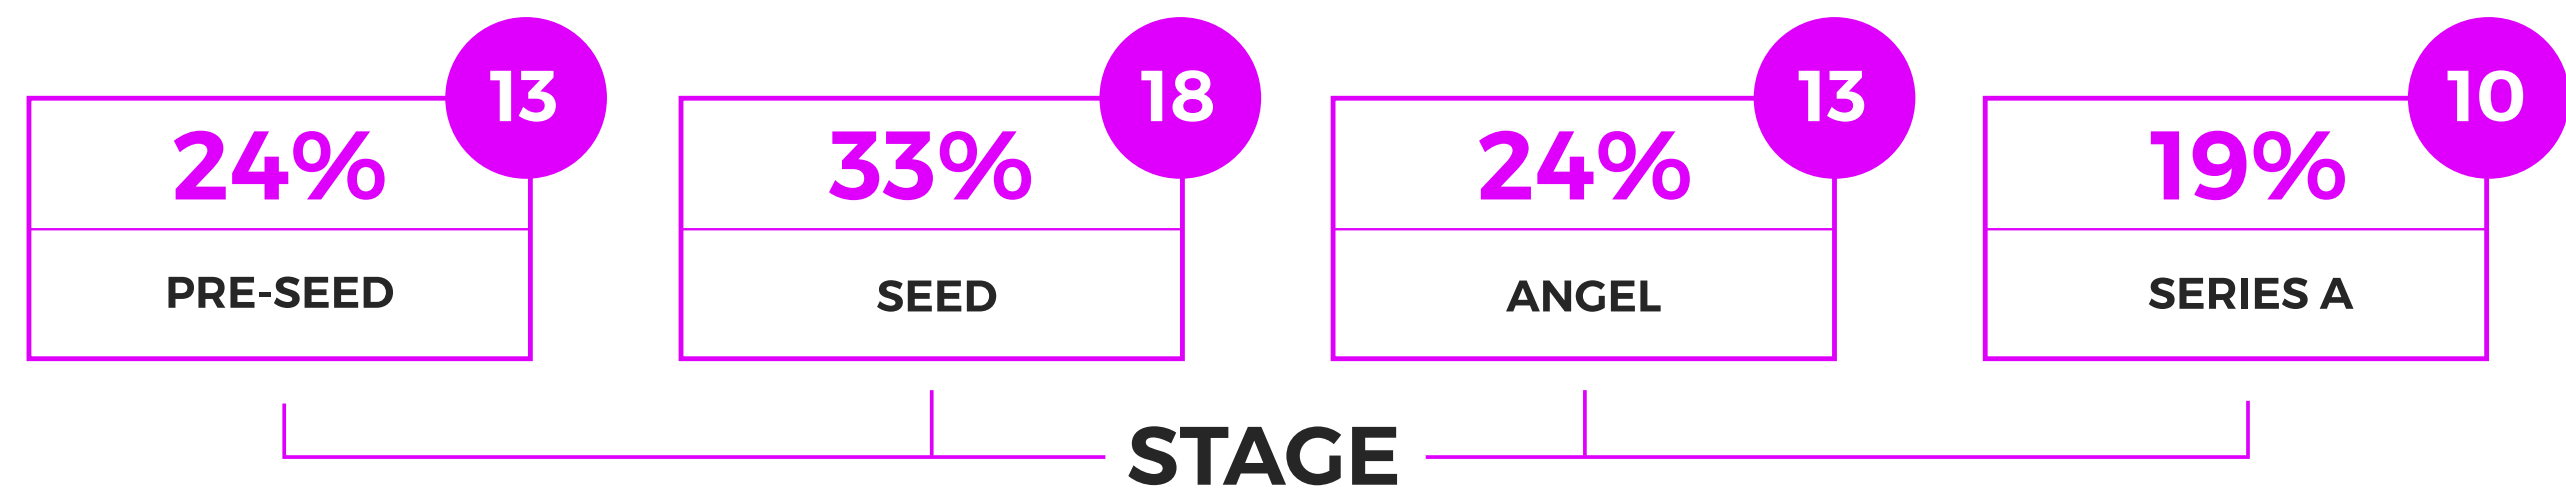 13
24%
PRE-SEED
18
33%
SEED
13
24%
ANGEL
10
19%
SERIES A
STAGE